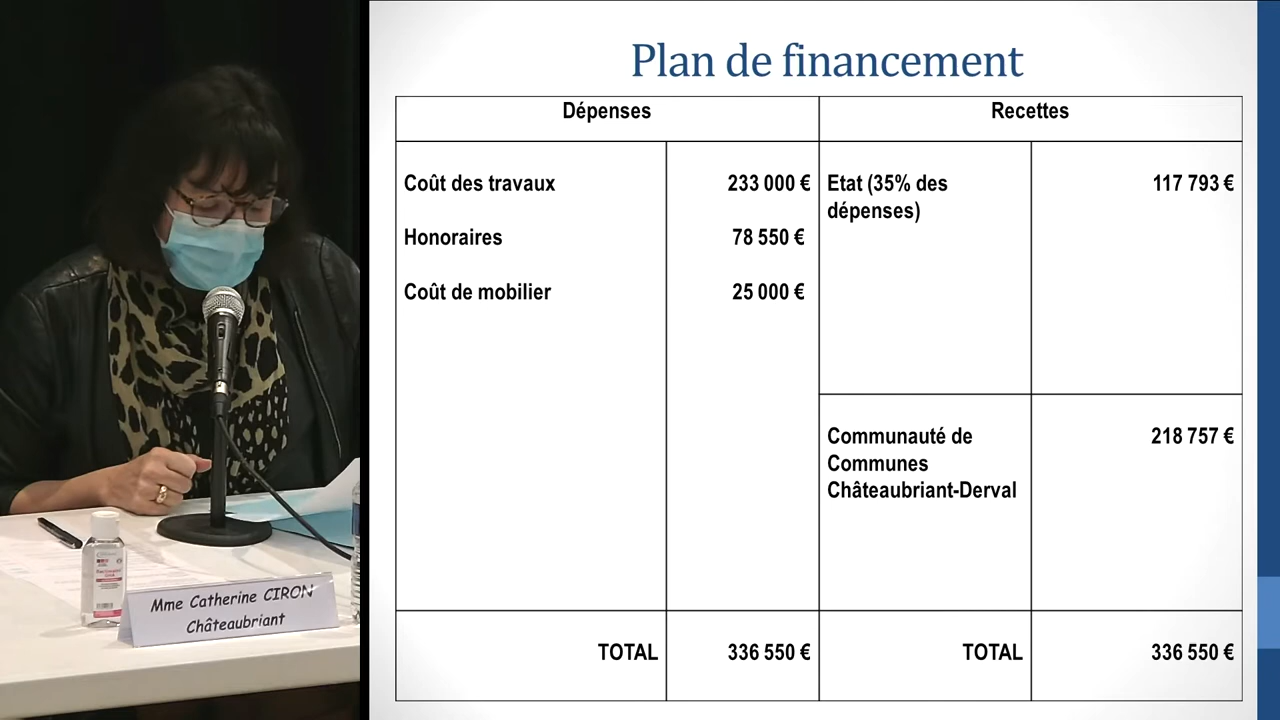 Plan de financement
Dépenses
Recettes
Coût des travaux
233 000 €
Honoraires
78 550 €
Coût de mobilier
25 000 €
Etat (35% des
dépenses)
117 793 €
Communauté de
Communes
Châteaubriant-Derval
218 757 €
TOTAL
336 550 €
TOTAL
336 550 €
Mme Catherine CIRON
Châteaubriant